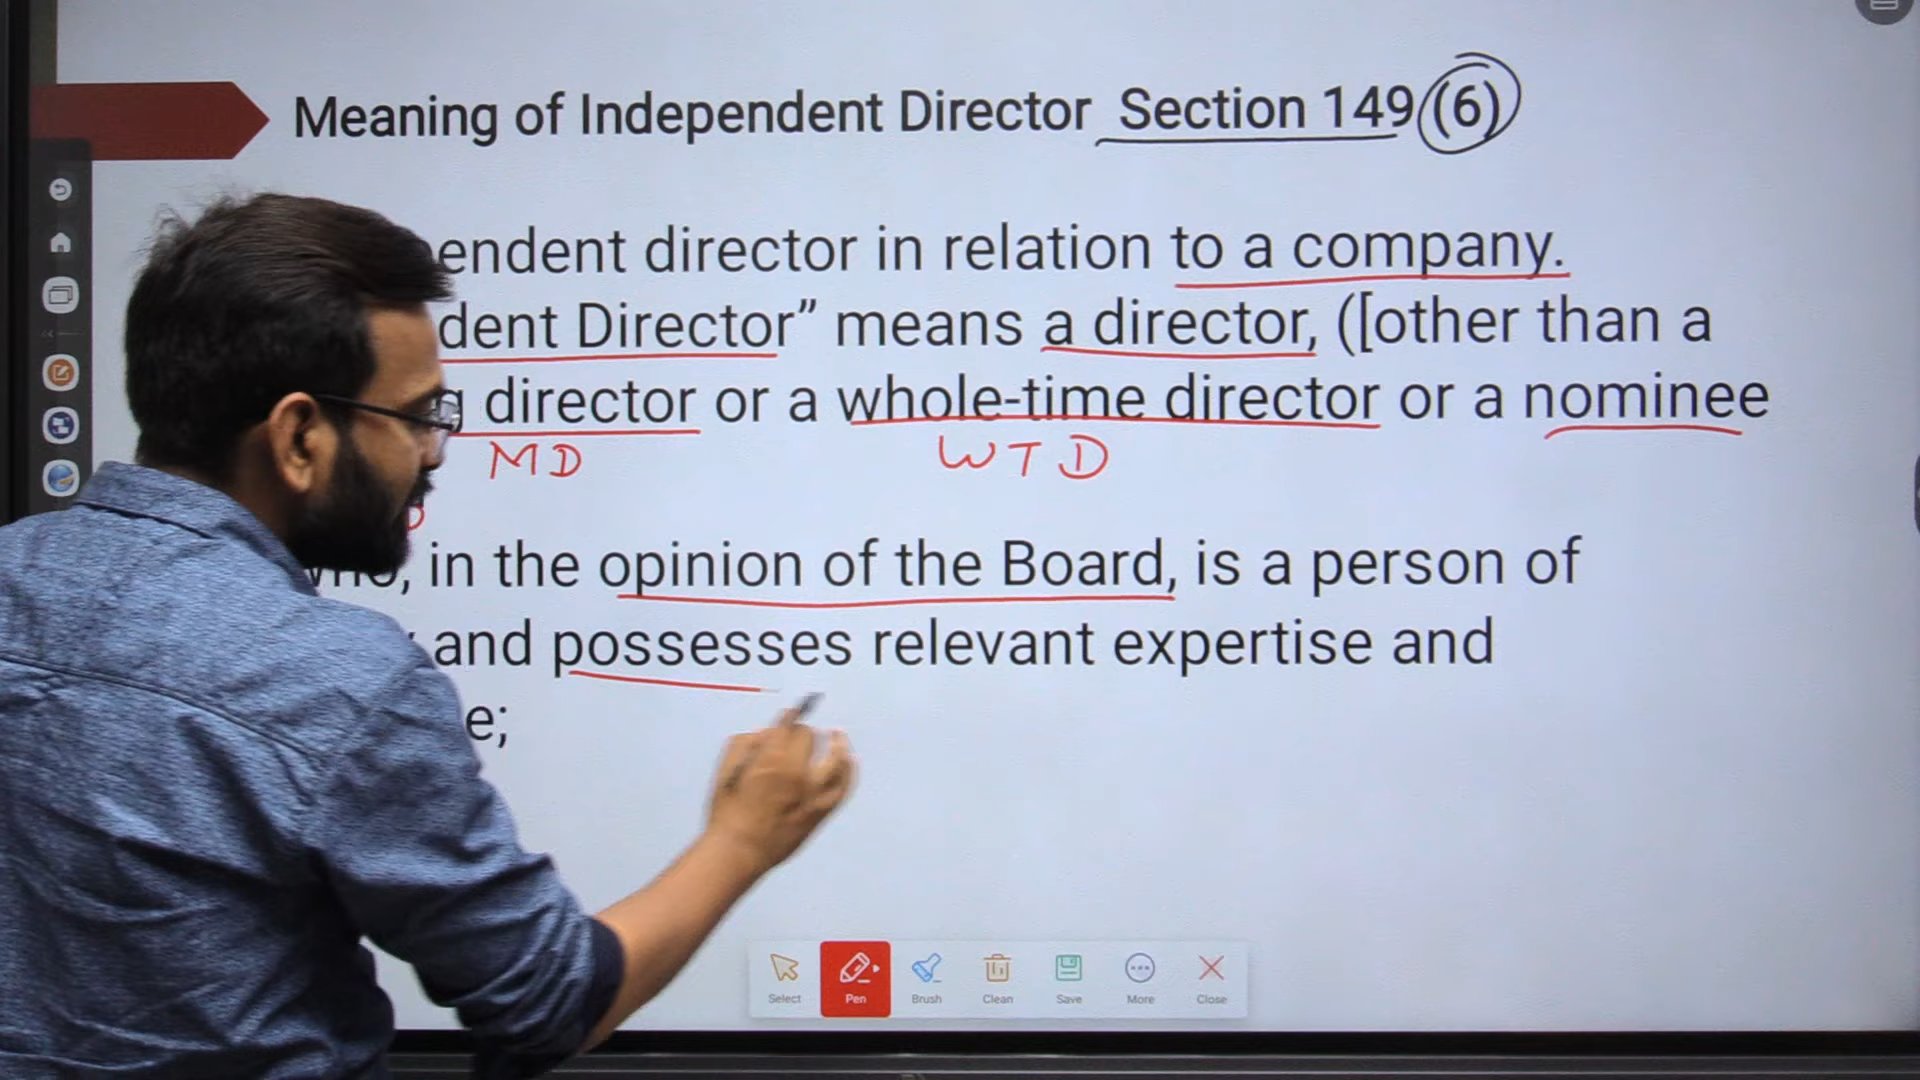 Meaning of Independent Director Section 149(6)
endent director in relation to a company.
dent Director” means a director, ([other than a
g director or a whole-time director or a nominee
MD WTD
D
in the opinion of the Board, is a person of
and possesses relevant expertise and
e;
Select Pen Brush Clean Save More Close